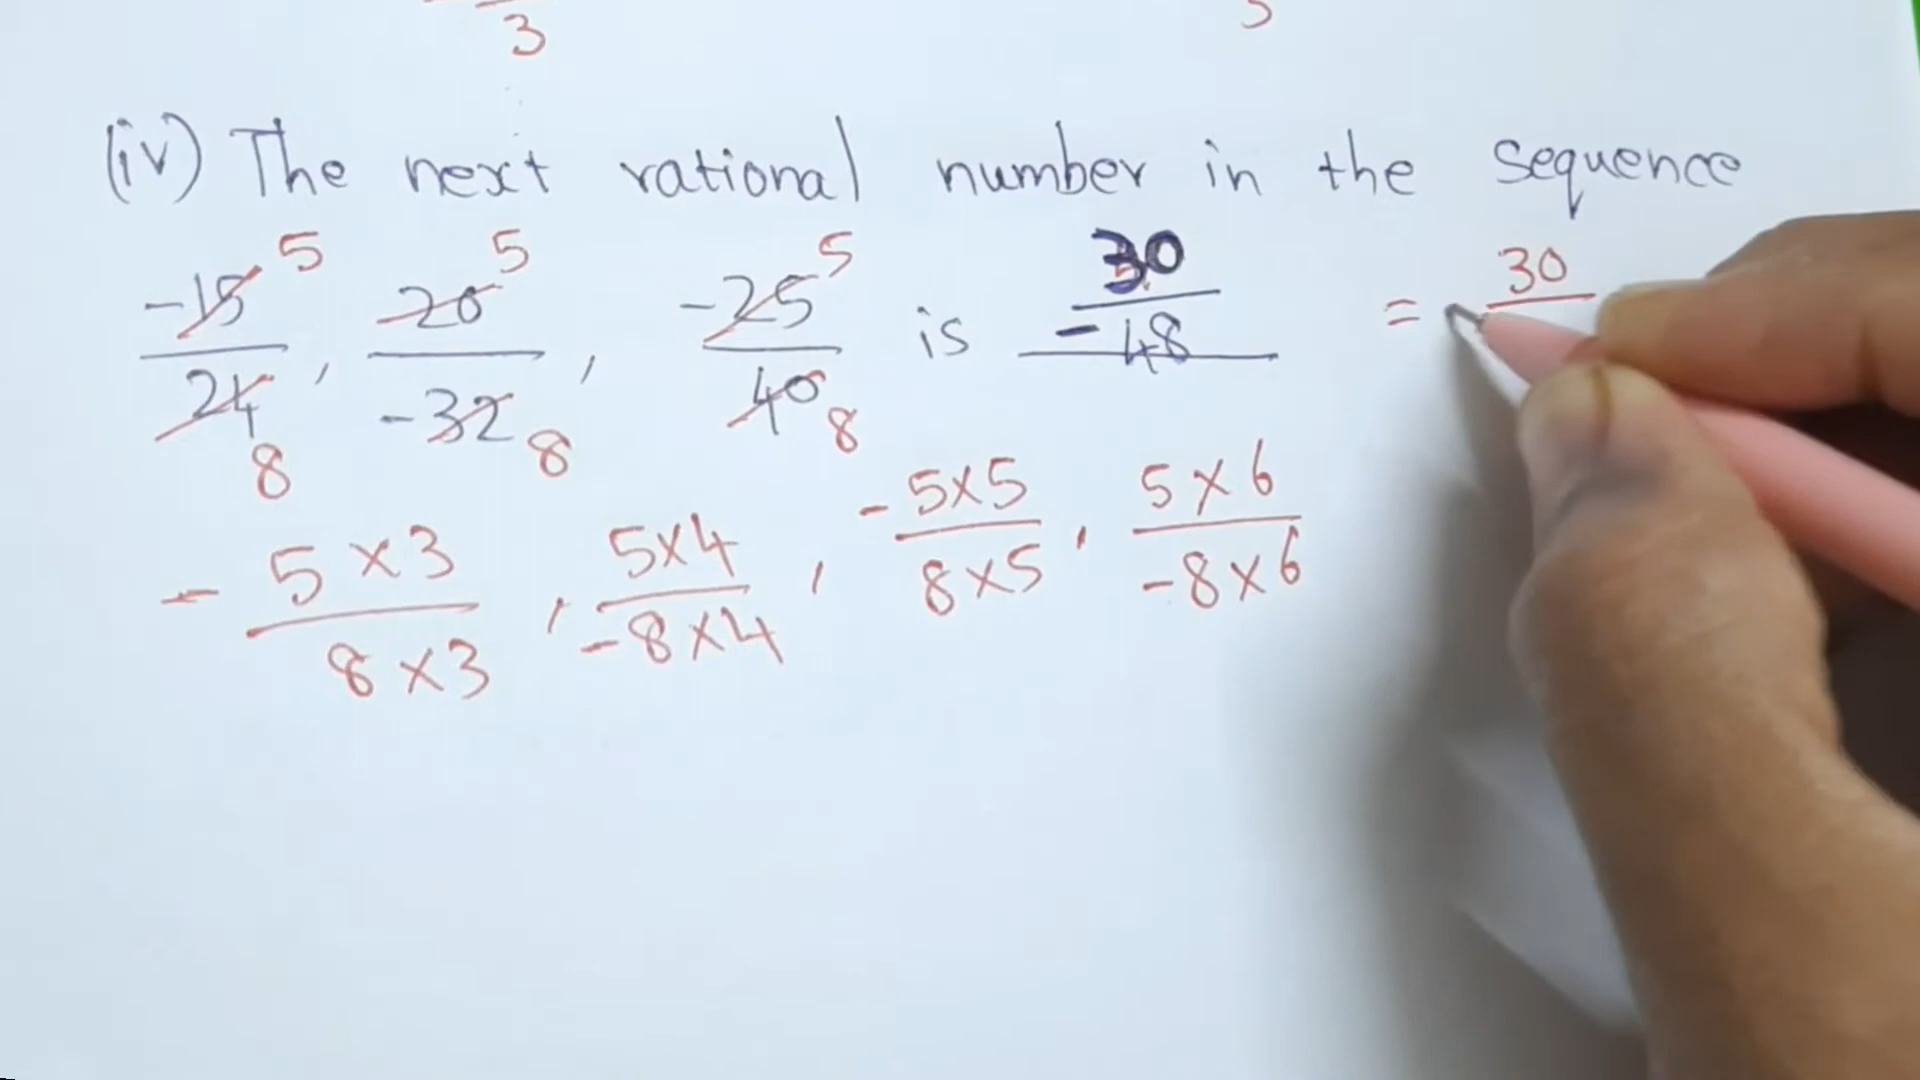 3 5
(iv) The next rational number in the sequence
-15/24, 20/-32, -25/40 is 30/-48 = 30
5 5 5
8 8 8
- 5×3/8×3, 5×4/-8×4, - 5×5/8×5, 5×6/-8×6